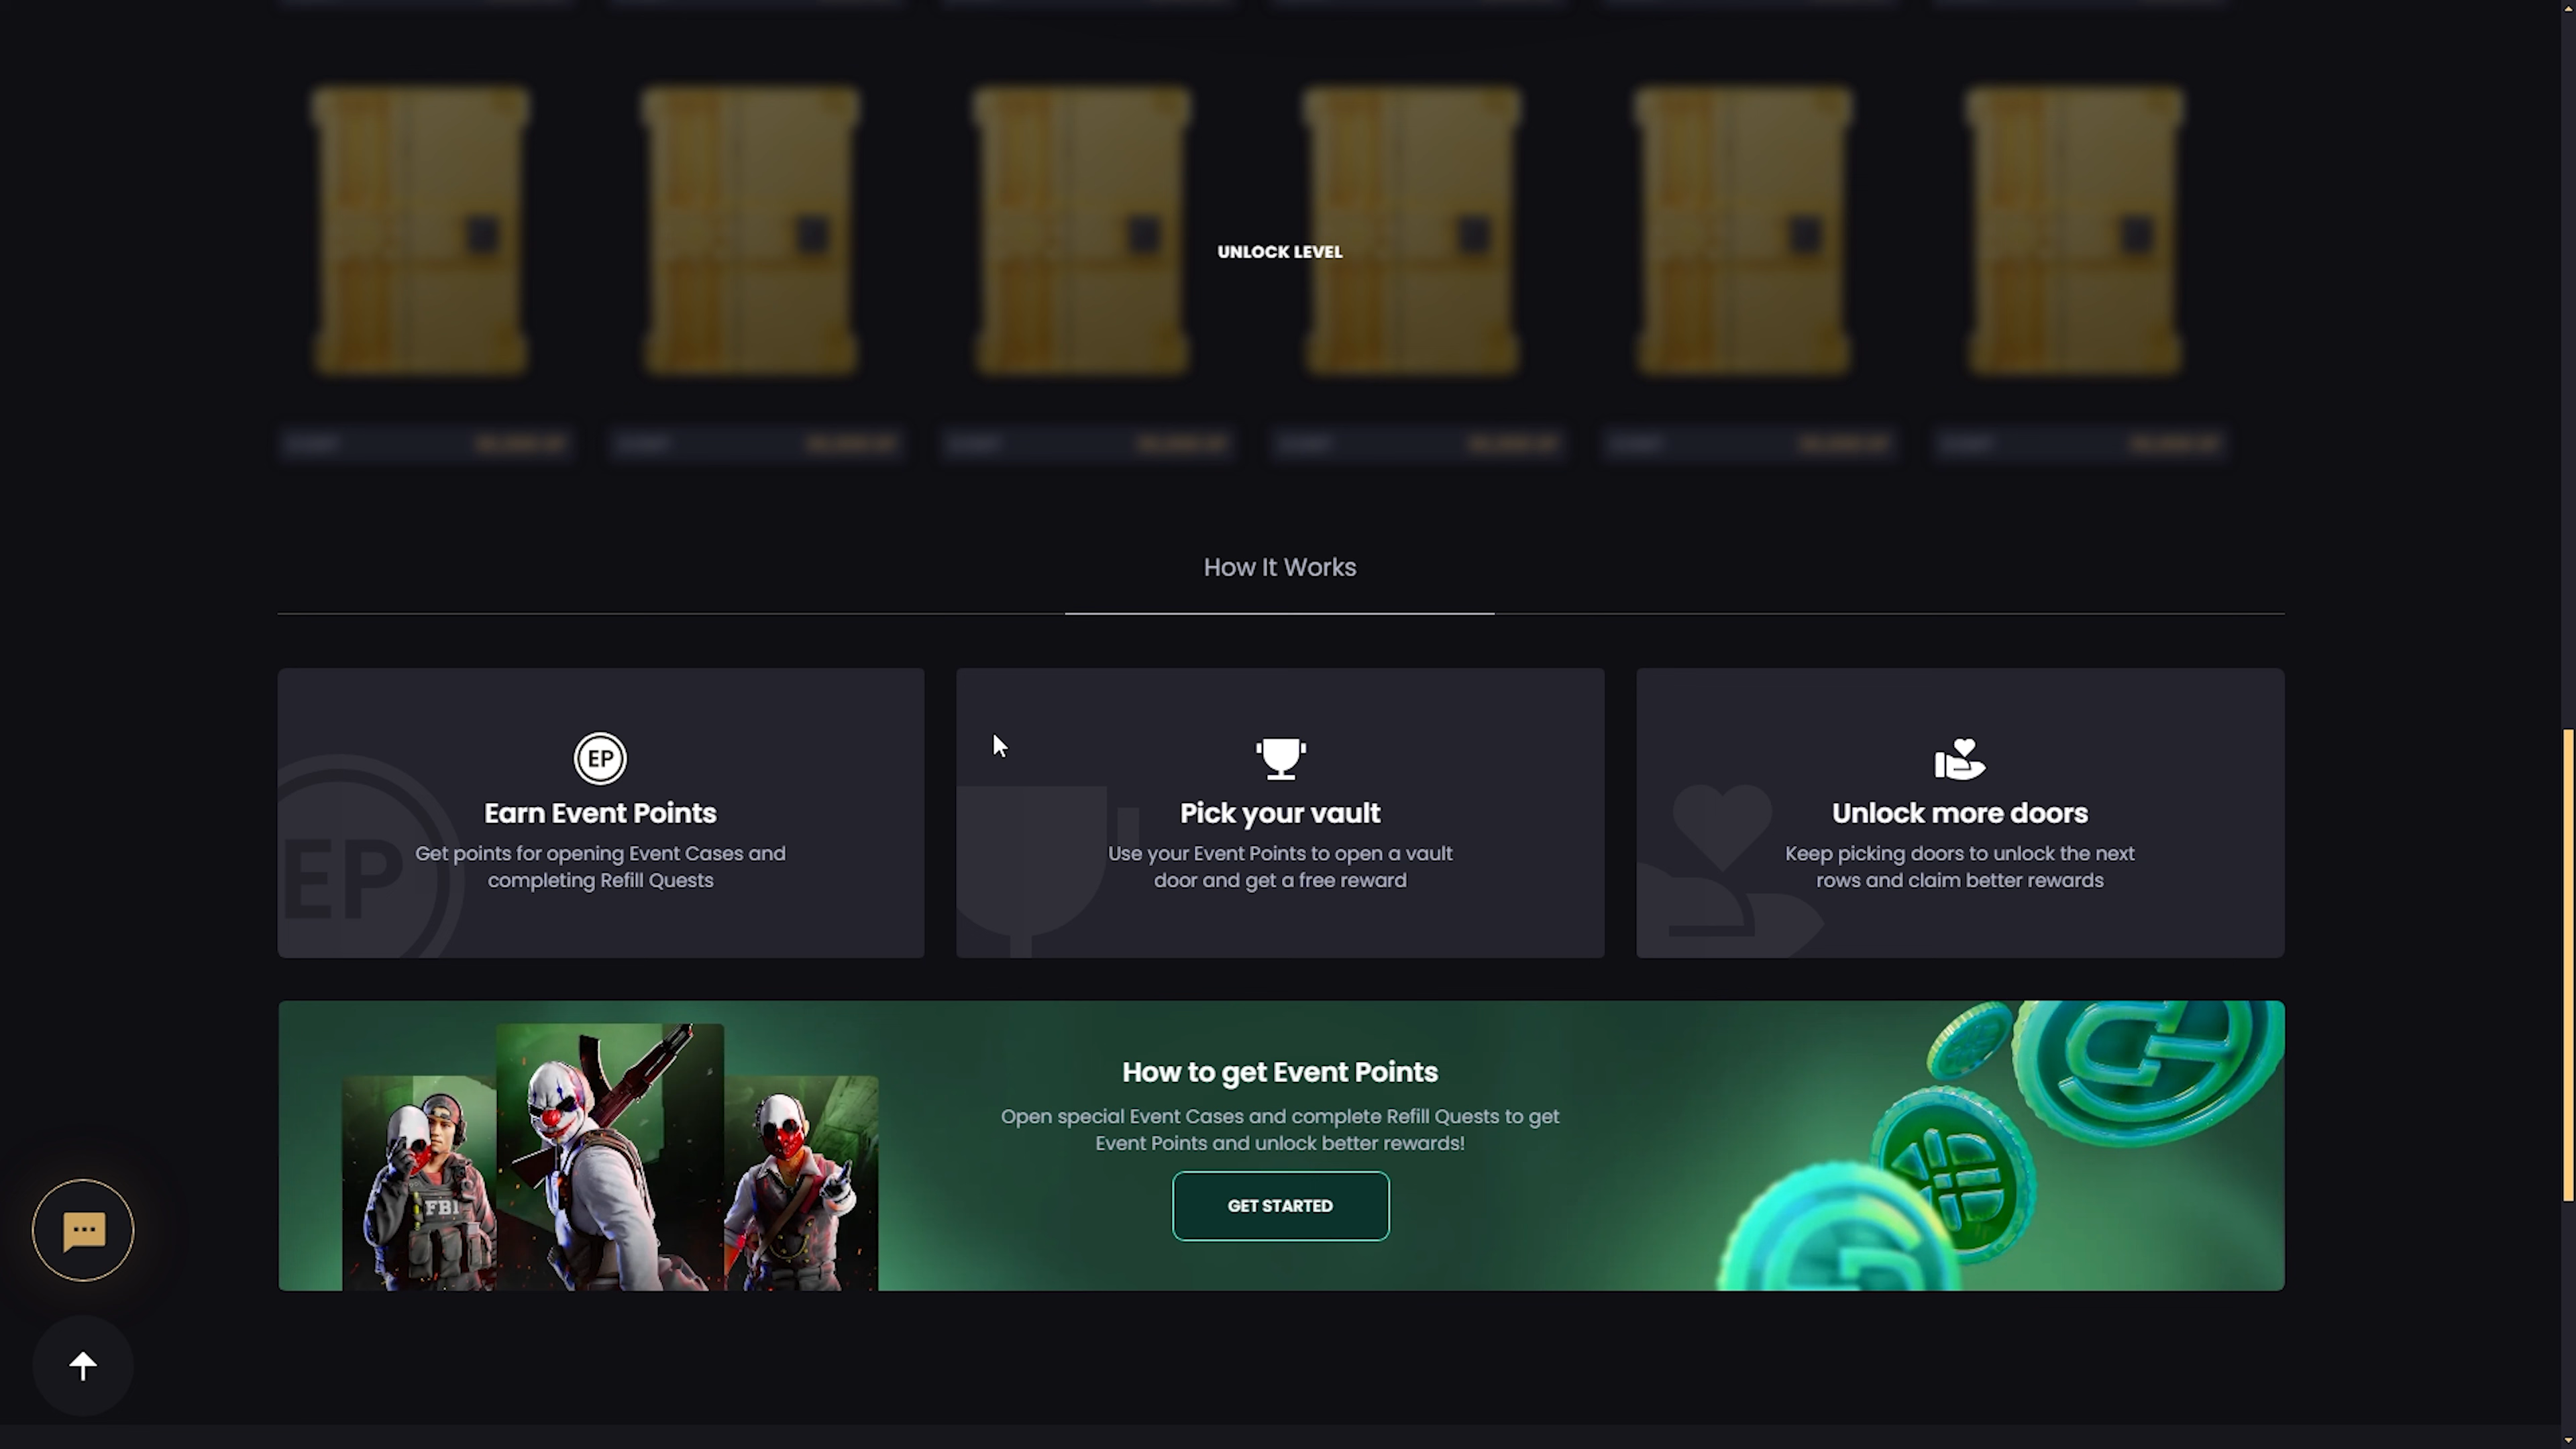 UNLOCK LEVEL
How It Works
EP
Earn Event Points
Get points for opening Event Cases and
completing Refill Quests
EP
Pick your vault
Use your Event Points to open a vault
door and get a free reward
Unlock more doors
Keep picking doors to unlock the next
rows and claim better rewards
How to get Event Points
Open special Event Cases and complete Refill Quests to get
Event Points and unlock better rewards!
GET STARTED
FBI